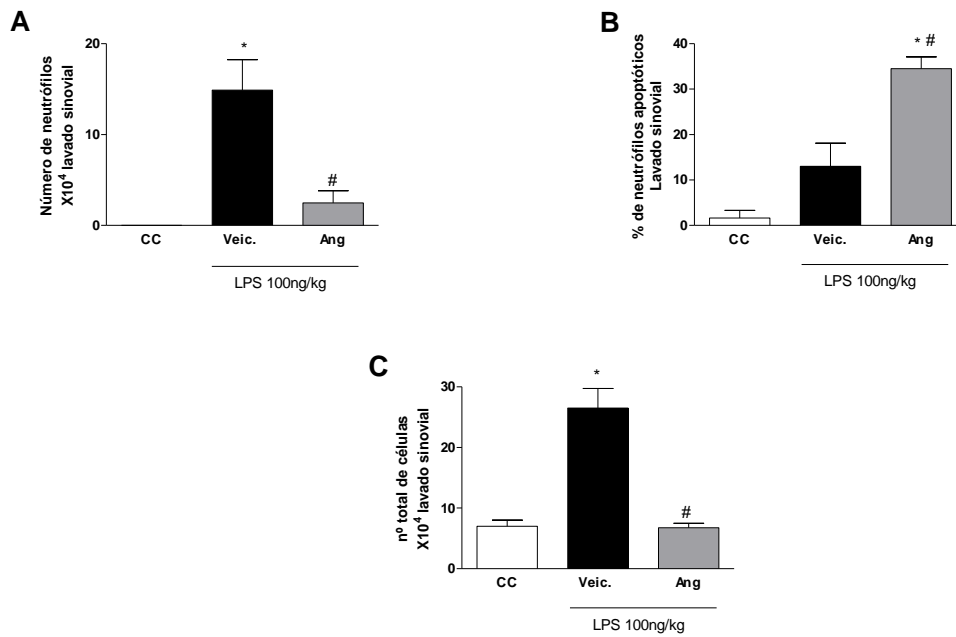 A
Número de neutrófilos
X10⁴ lavado sinovial
20
10
0
*
#
CC Veic. Ang
LPS 100ng/kg
B
% de neutrófilos apoptóticos
Lavado sinovial
40
30
20
10
0
* #
CC Veic. Ang
LPS 100ng/kg
C
nº total de células
X10⁴ lavado sinovial
30
20
10
0
*
#
CC Veic. Ang
LPS 100ng/kg